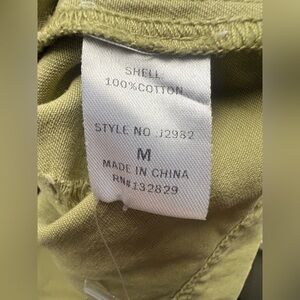 SHELL
100%COTTON
STYLE NO.:J2982
M
MADE IN CHINA
RN#132829